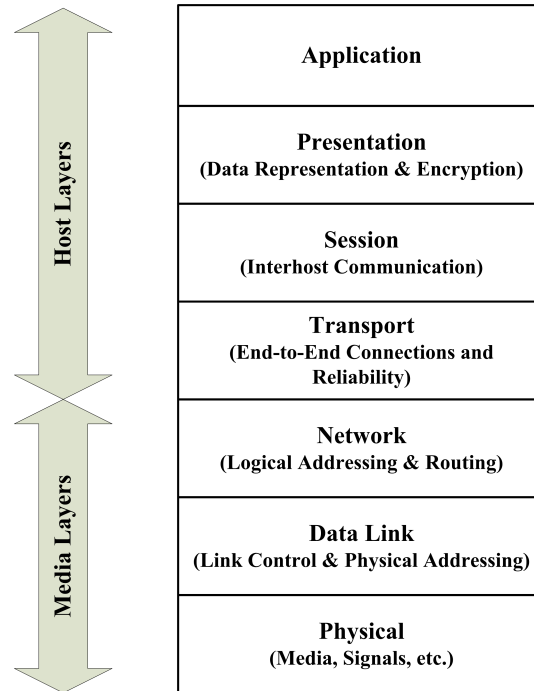 Host Layers
Media Layers
Application
Presentation
(Data Representation & Encryption)
Session
(Interhost Communication)
Transport
(End-to-End Connections and
Reliability)
Network
(Logical Addressing & Routing)
Data Link
(Link Control & Physical Addressing)
Physical
(Media, Signals, etc.)